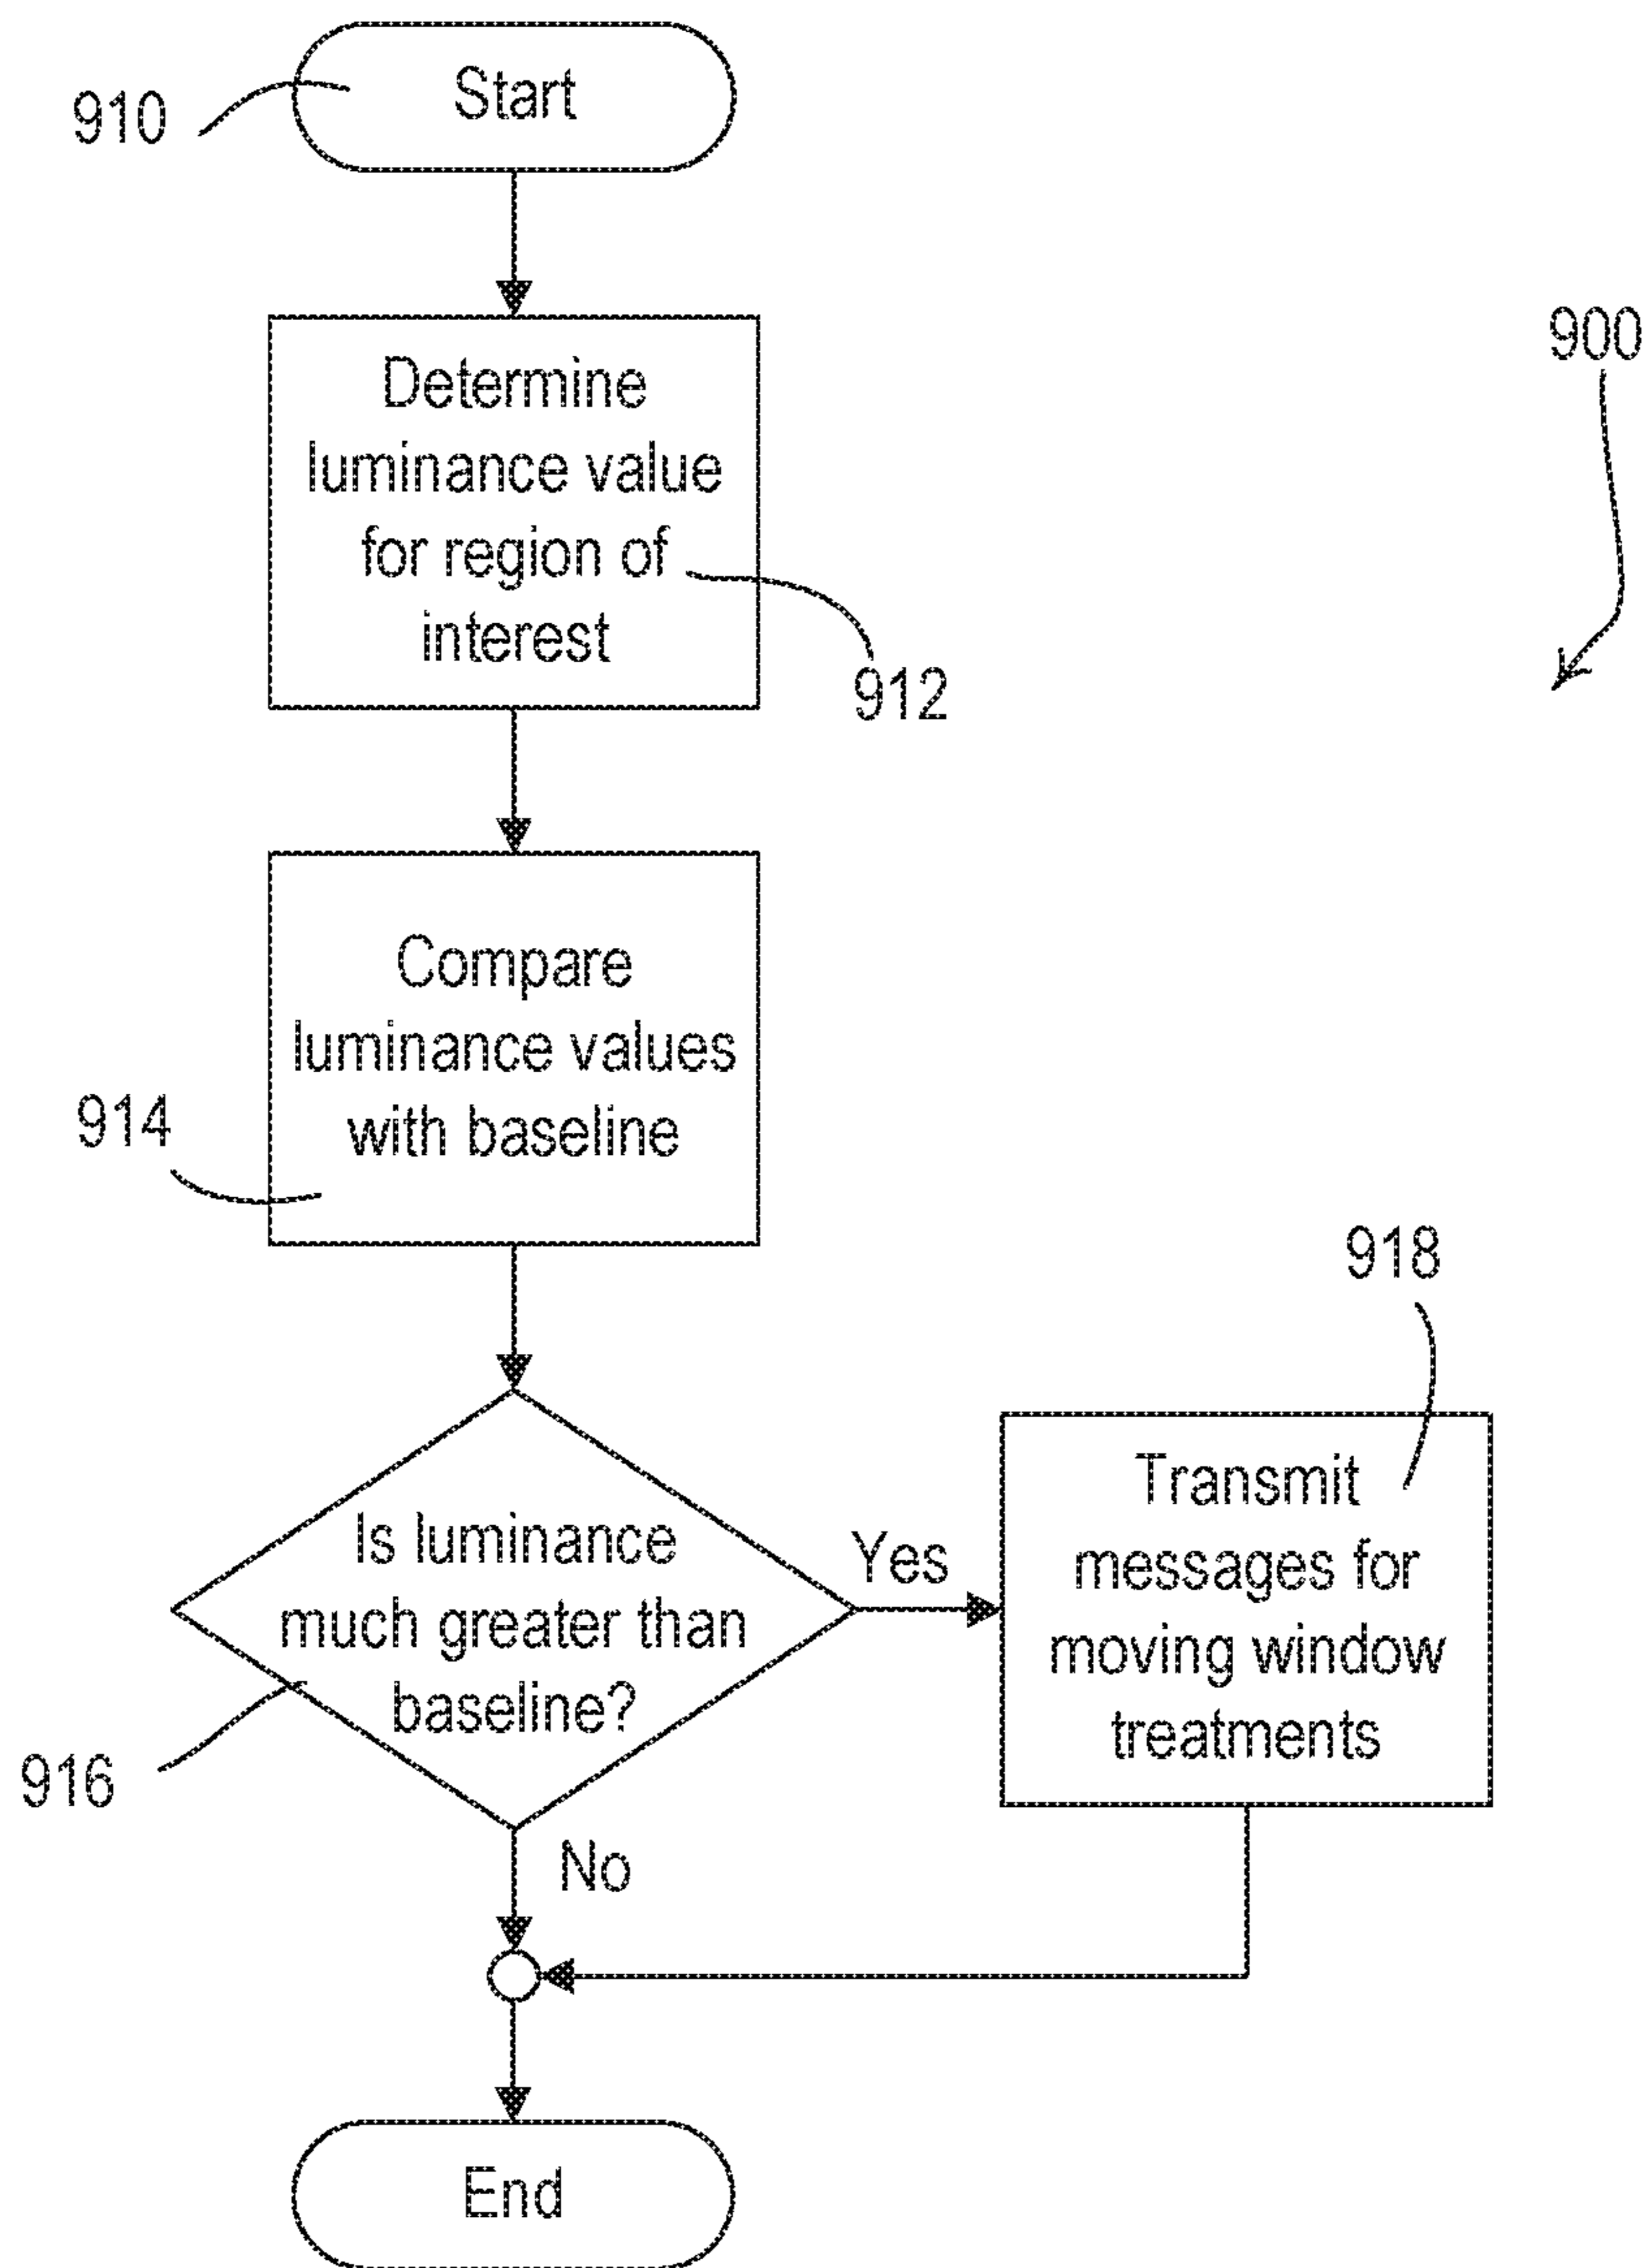 910
Start
900
Determine
luminance value
for region of
interest
912
Compare
luminance values
with baseline
914
918
Is luminance
much greater than
baseline?
916
Yes
Transmit
messages for
moving window
treatments
No
End